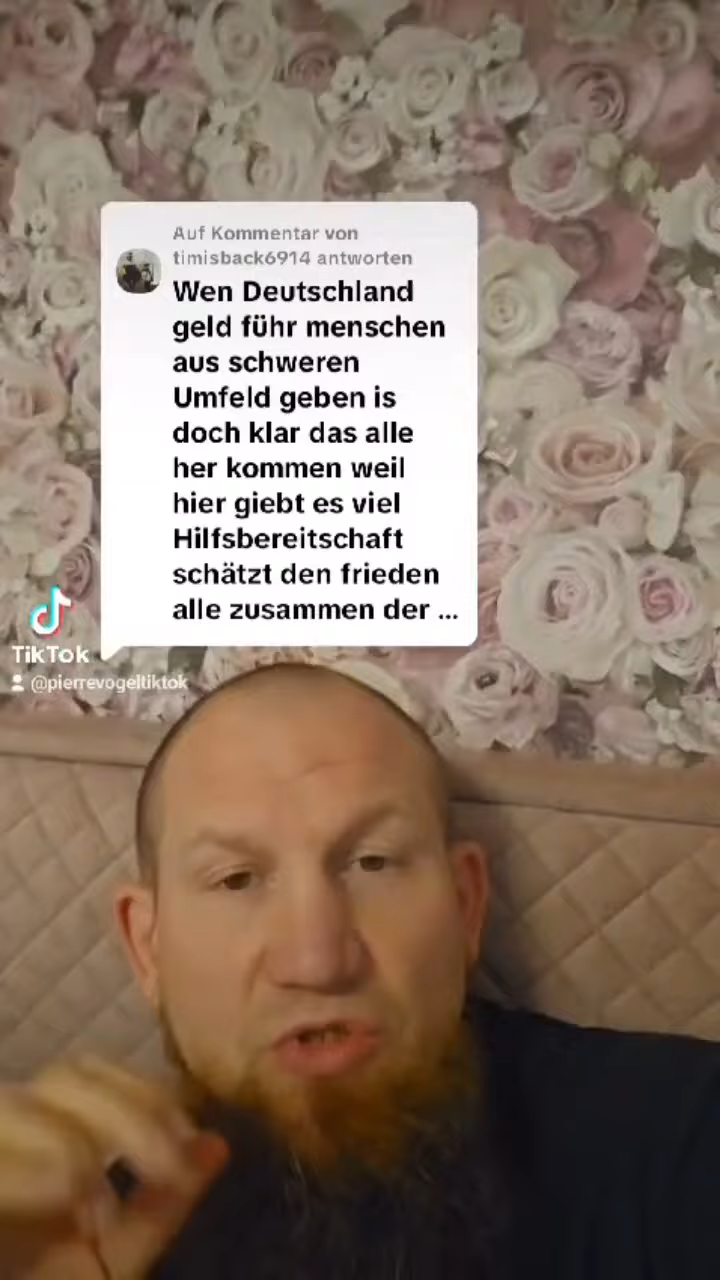 Auf Kommentar von
timisback6914 antworten
Wen Deutschland
geld führ menschen
aus schweren
Umfeld geben is
doch klar das alle
her kommen weil
hier giebt es viel
Hilfsbereitschaft
schätzt den frieden
alle zusammen der ...
TikTok
@pierrevogeltiktok